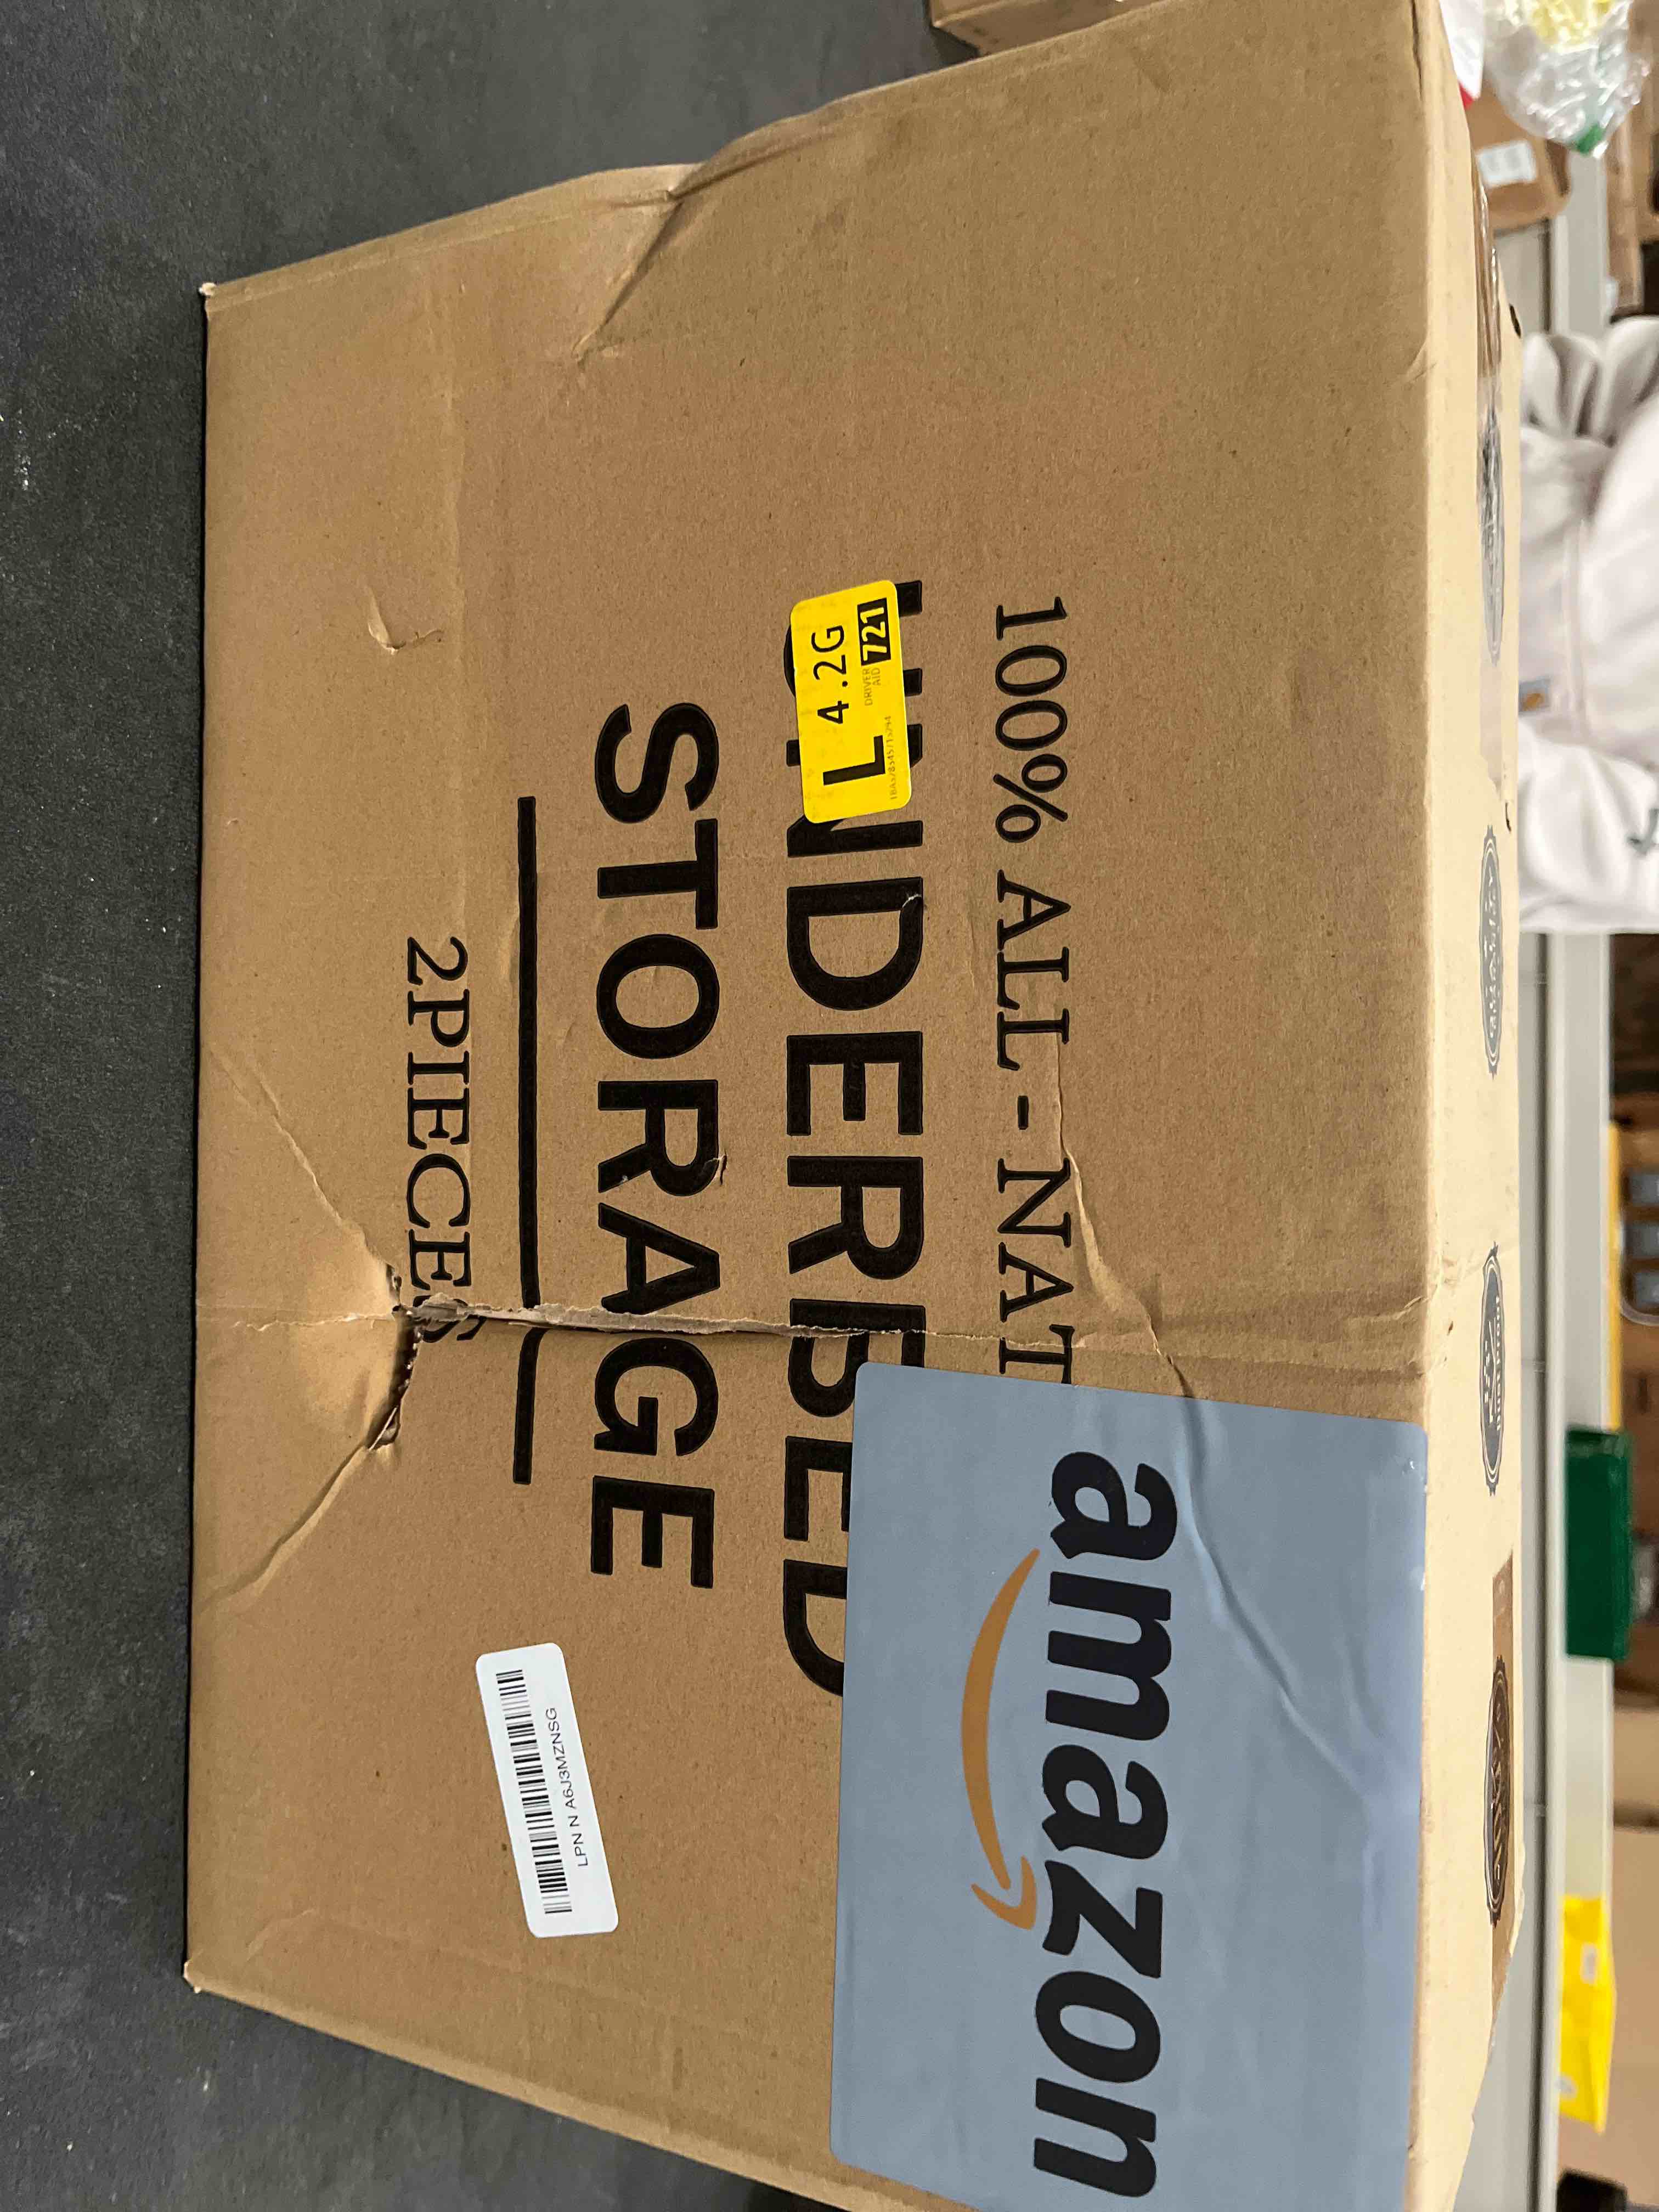 100% ALL - NAT
UNDERBED
STORAGE
2PIECES
L 4.2G
DRIVER
AID 721
amazon
LPN N A6J3MZNSG